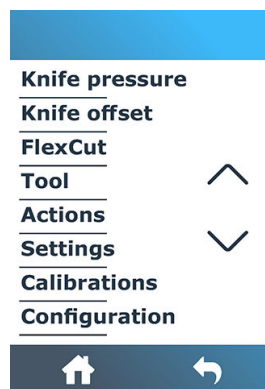 Knife pressure
Knife offset
FlexCut
Tool
Actions
Settings
Calibrations
Configuration